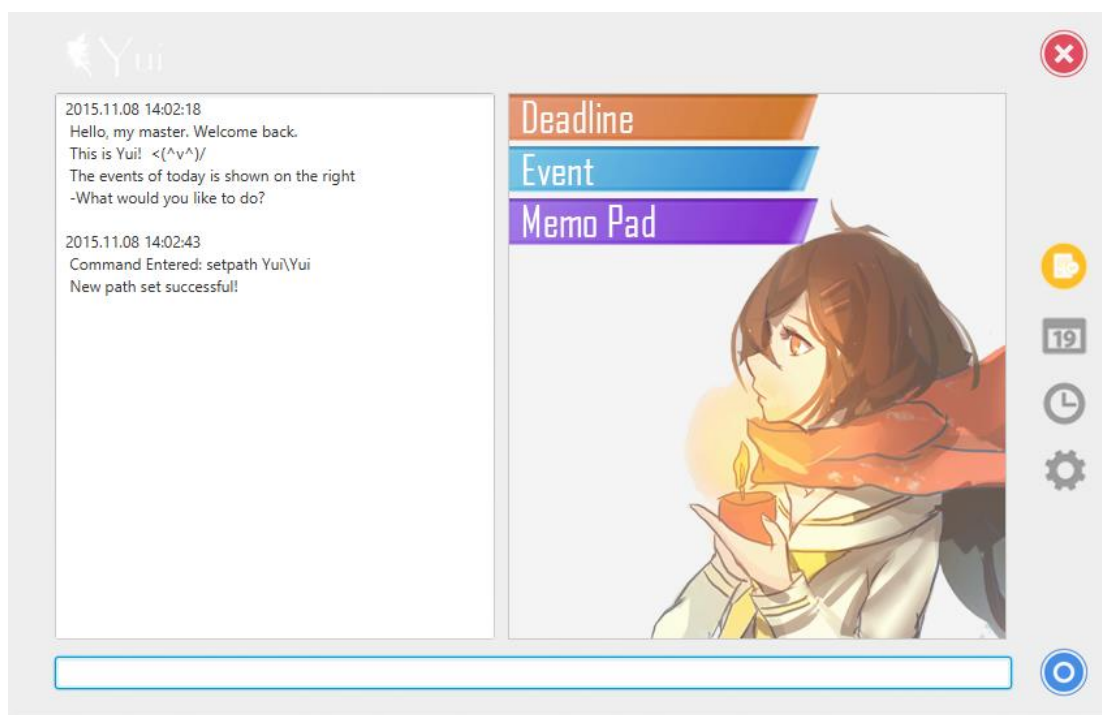 Yui
2015.11.08 14:02:18
Hello, my master. Welcome back.
This is Yui!  <(^v^)/
The events of today is shown on the right
-What would you like to do?
2015.11.08 14:02:43
Command Entered: setpath Yui\Yui
New path set successful!
Deadline
Event
Memo Pad
19